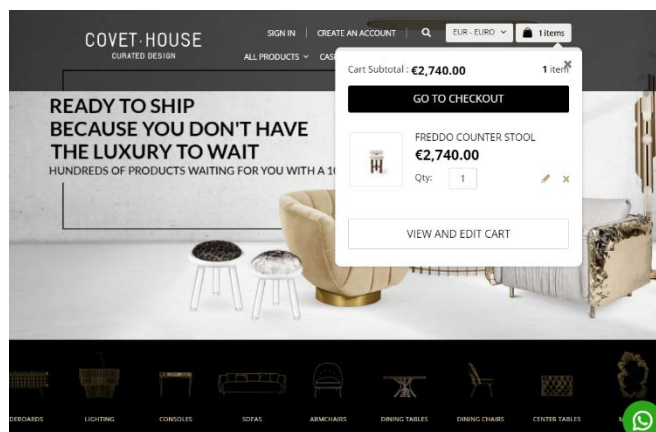 COVET·HOUSE
CURATED DESIGN
SIGN IN
CREATE AN ACCOUNT
EUR - EURO
1 items
ALL PRODUCTS
Cart Subtotal : €2,740.00
1 item
GO TO CHECKOUT
FREDDO COUNTER STOOL
€2,740.00
Qty: 1
VIEW AND EDIT CART
READY TO SHIP
BECAUSE YOU DON'T HAVE
THE LUXURY TO WAIT
HUNDREDS OF PRODUCTS WAITING FOR YOU WITH A
LIGHTING
CONSOLES
SOFAS
ARMCHAIRS
DINING TABLES
DINING CHAIRS
CENTER TABLES